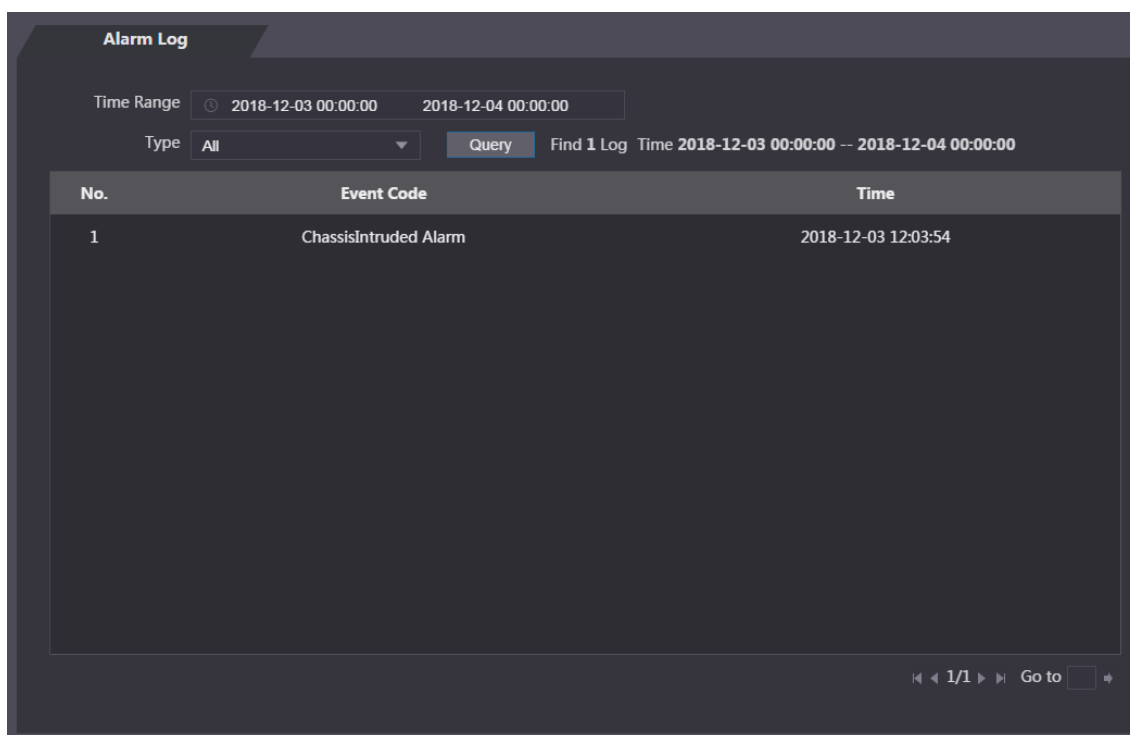 Alarm Log
Time Range 2018-12-03 00:00:00 2018-12-04 00:00:00
Type All Query Find 1 Log Time 2018-12-03 00:00:00 -- 2018-12-04 00:00:00
No. Event Code Time
1 ChassisIntruded Alarm 2018-12-03 12:03:54
1/1 Go to